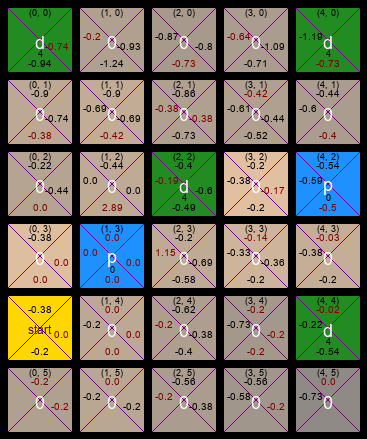 (0, 0) (1, 0) (2, 0) (3, 0) (4, 0)
d -0.74 -0.2 0 -0.93 -0.87 0 -0.8 -0.64 0 -1.09 -1.19 d
4 4
-0.94 -1.24 -0.73 -0.71 -0.73
(0, 1) (1, 1) (2, 1) (3, 1) (4, 1)
-0.9 -0.9 -0.86 -0.42 -0.44
0 -0.74 -0.69 0 -0.69 -0.38 0 -0.38 -0.61 0 -0.44 -0.6 0
-0.38 -0.42 -0.73 -0.52 -0.4
(0, 2) (1, 2) (2, 2) (3, 2) (4, 2)
-0.22 -0.44 -0.4 -0.2 -0.54
0 -0.44 0.0 0 0.0 -0.19 d -0.6 -0.38 0 -0.17 -0.59 p
4 0
0.0 2.89 -0.49 -0.2 -0.5
(0, 3) (1, 3) (2, 3) (3, 3) (4, 3)
-0.38 0.0 -0.2 -0.14 -0.03
0 0.0 0.0 p 0.0 1.15 0 -0.69 -0.33 0 -0.36 -0.38 0
0
0.0 0.0 -0.58 -0.2 -0.2
(1, 4) (2, 4) (3, 4) (4, 4)
-0.38 0.0 -0.62 -0.2 -0.02
start 0.0 -0.2 0 0.0 -0.2 0 -0.38 -0.73 0 -0.2 -0.22 d
4
-0.2 0.0 -0.4 -0.2 -0.54
(0, 5) (1, 5) (2, 5) (3, 5) (4, 5)
-0.2 0.0 -0.56 -0.56 0.0
0 -0.2 -0.2 0 -0.2 -0.2 0 -0.38 -0.58 0 -0.2 -0.73 0